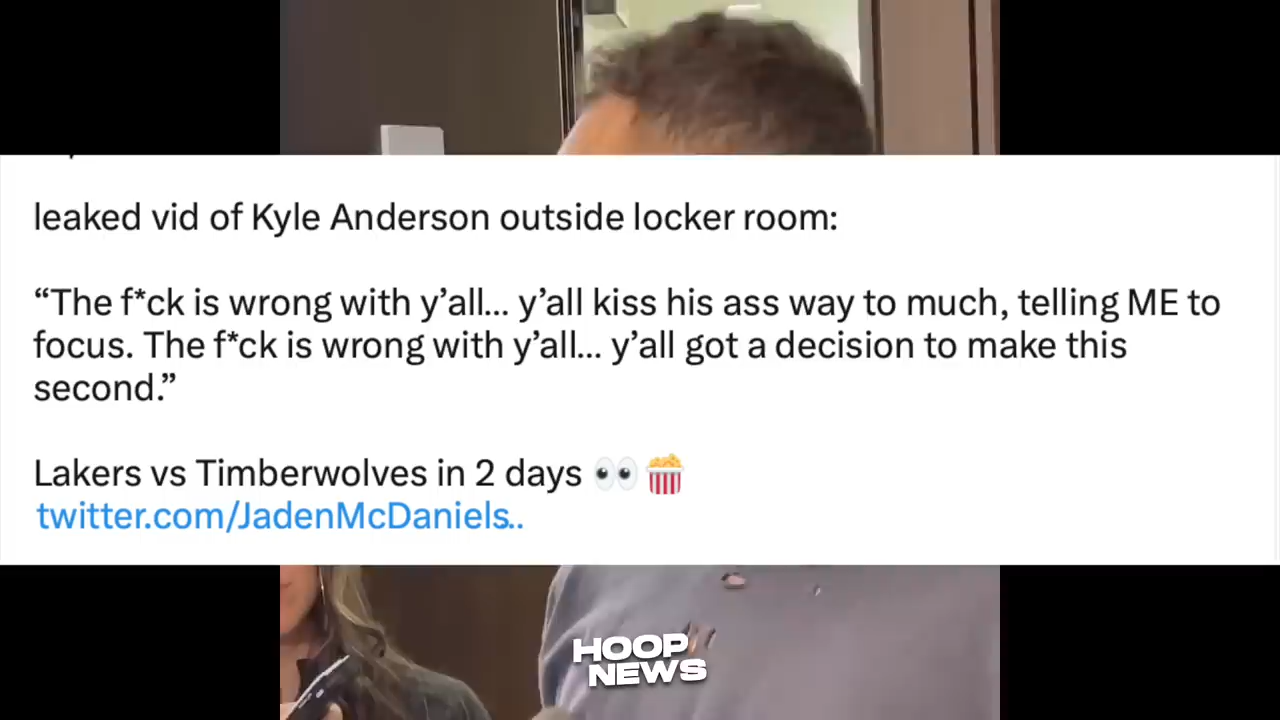 leaked vid of Kyle Anderson outside locker room:
“The f*ck is wrong with y’all... y’all kiss his ass way to much, telling ME to
focus. The f*ck is wrong with y’all... y’all got a decision to make this
second.”
Lakers vs Timberwolves in 2 days 👀🍿
twitter.com/JadenMcDaniels..
HOOP
NEWS